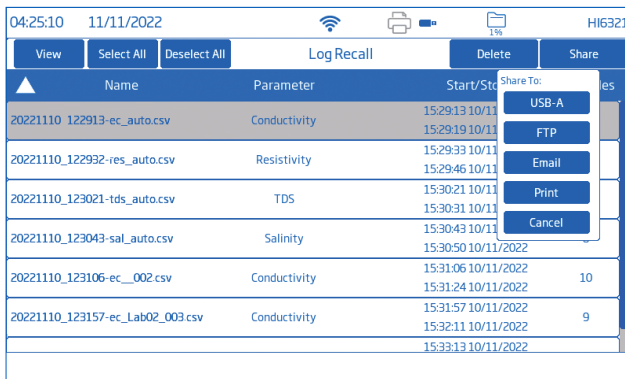 04:25:10 11/11/2022 1% HI6321
View Select All Deselect All Log Recall Delete Share
Name Parameter Start/Sto les
Share To:
USB-A
FTP
Email
Print
Cancel
20221110_122913-ec_auto.csv Conductivity 15:29:13 10/11
15:29:19 10/11
20221110_122932-res_auto.csv Resistivity 15:29:33 10/11
15:29:46 10/11
20221110_123021-tds_auto.csv TDS 15:30:21 10/11
15:30:31 10/11
20221110_123043-sal_auto.csv Salinity 15:30:43 10/11
15:30:50 10/11/2022
20221110_123106-ec__002.csv Conductivity 15:31:06 10/11/2022
15:31:24 10/11/2022 10
20221110_123157-ec_Lab02_003.csv Conductivity 15:31:57 10/11/2022
15:32:11 10/11/2022 9
15:33:13 10/11/2022